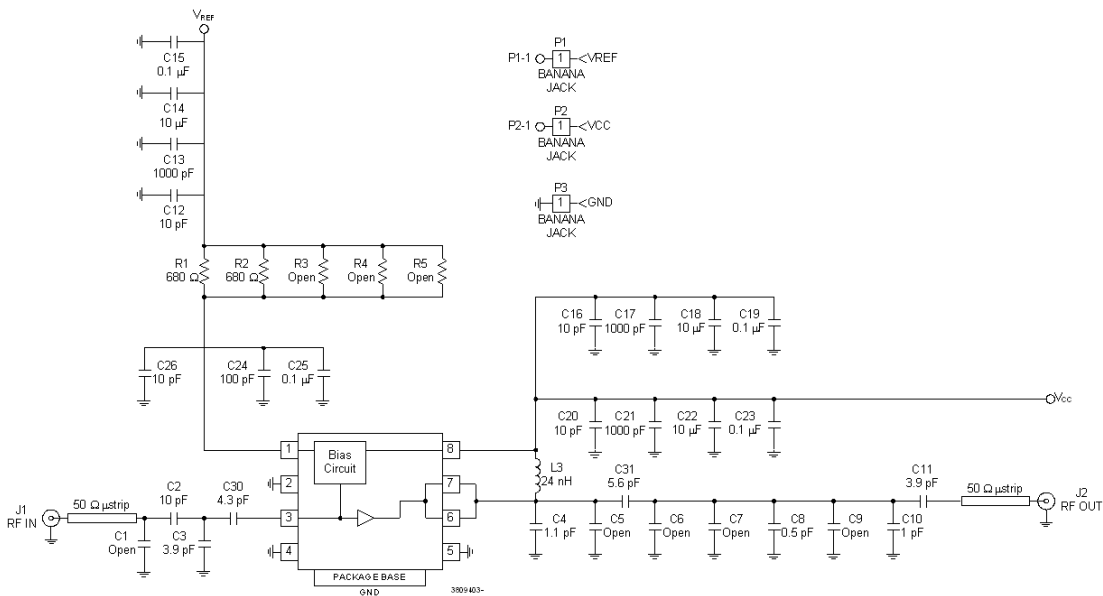 VREF
C15
0.1 µF
C14
10 µF
C13
1000 pF
C12
10 pF
P1
P1-1
1
VREF
BANANA
JACK
P2
P2-1
1
VCC
BANANA
JACK
P3
1
GND
BANANA
JACK
R1
680 Ω
R2
680 Ω
R3
Open
R4
Open
R5
Open
C16
10 pF
C17
1000 pF
C18
10 µF
C19
0.1 µF
C26
10 pF
C24
100 pF
C25
0.1 µF
C20
10 pF
C21
1000 pF
C22
10 µF
C23
0.1 µF
Vcc
1
Bias
Circuit
8
2
7
3
6
4
5
PACKAGE BASE
GND
3809403-
L3
24 nH
C31
5.6 pF
C11
3.9 pF
J1
RF IN
50 Ω µstrip
C2
10 pF
C30
4.3 pF
C1
Open
C3
3.9 pF
C4
1.1 pF
C5
Open
C6
Open
C7
Open
C8
0.5 pF
C9
Open
C10
1 pF
50 Ω µstrip
J2
RF OUT